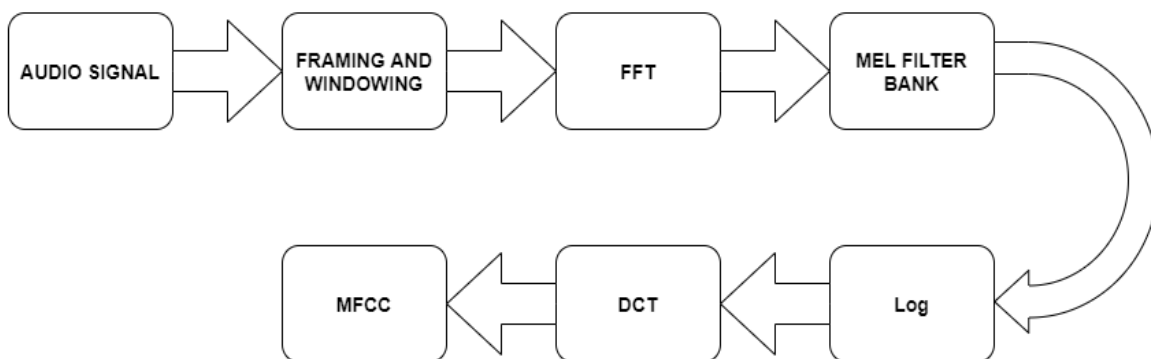 AUDIO SIGNAL
FRAMING AND
WINDOWING
FFT
MEL FILTER
BANK
Log
DCT
MFCC